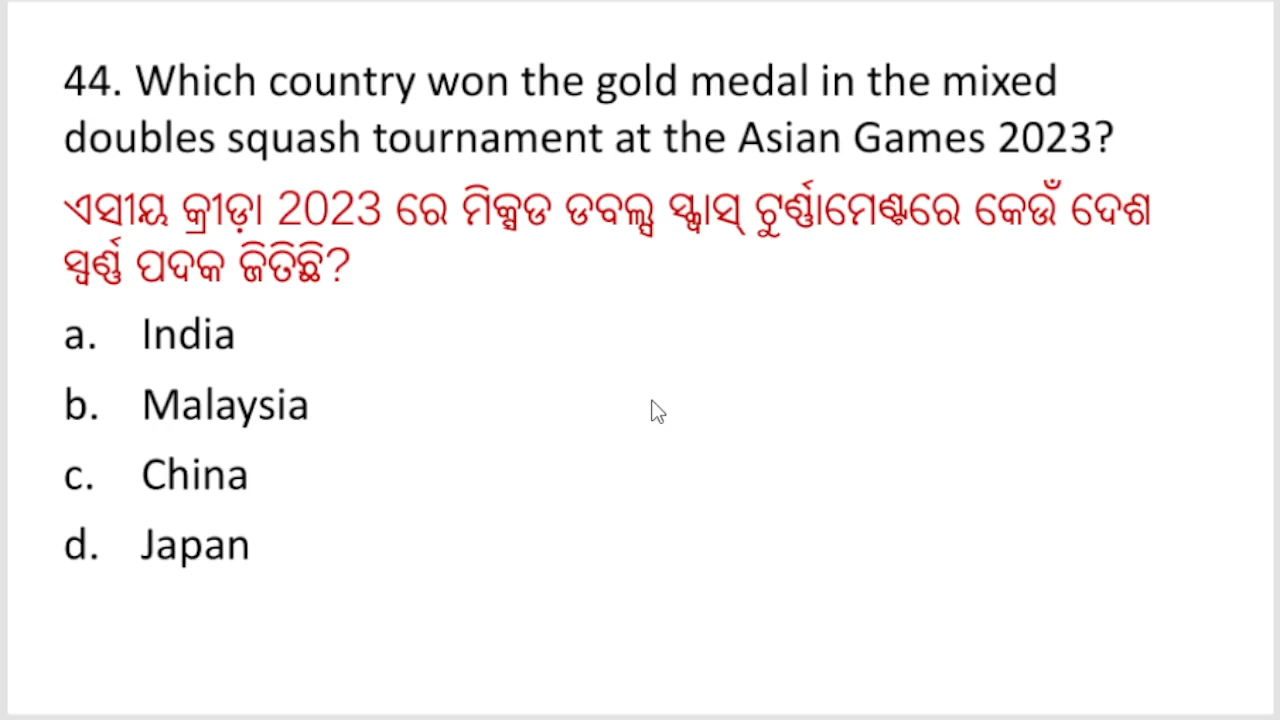 44. Which country won the gold medal in the mixed
doubles squash tournament at the Asian Games 2023?
ଏସୀୟ କ୍ରୀଡ଼ା 2023 ରେ ମିକ୍ସଡ ଡବଲ୍ସ ସ୍କ୍ୱାସ୍ ଟୁର୍ଣ୍ଣାମେଣ୍ଟରେ କେଉଁ ଦେଶ
ସ୍ୱର୍ଣ୍ଣ ପଦକ ଜିତିଛି?
a. India
b. Malaysia
c. China
d. Japan